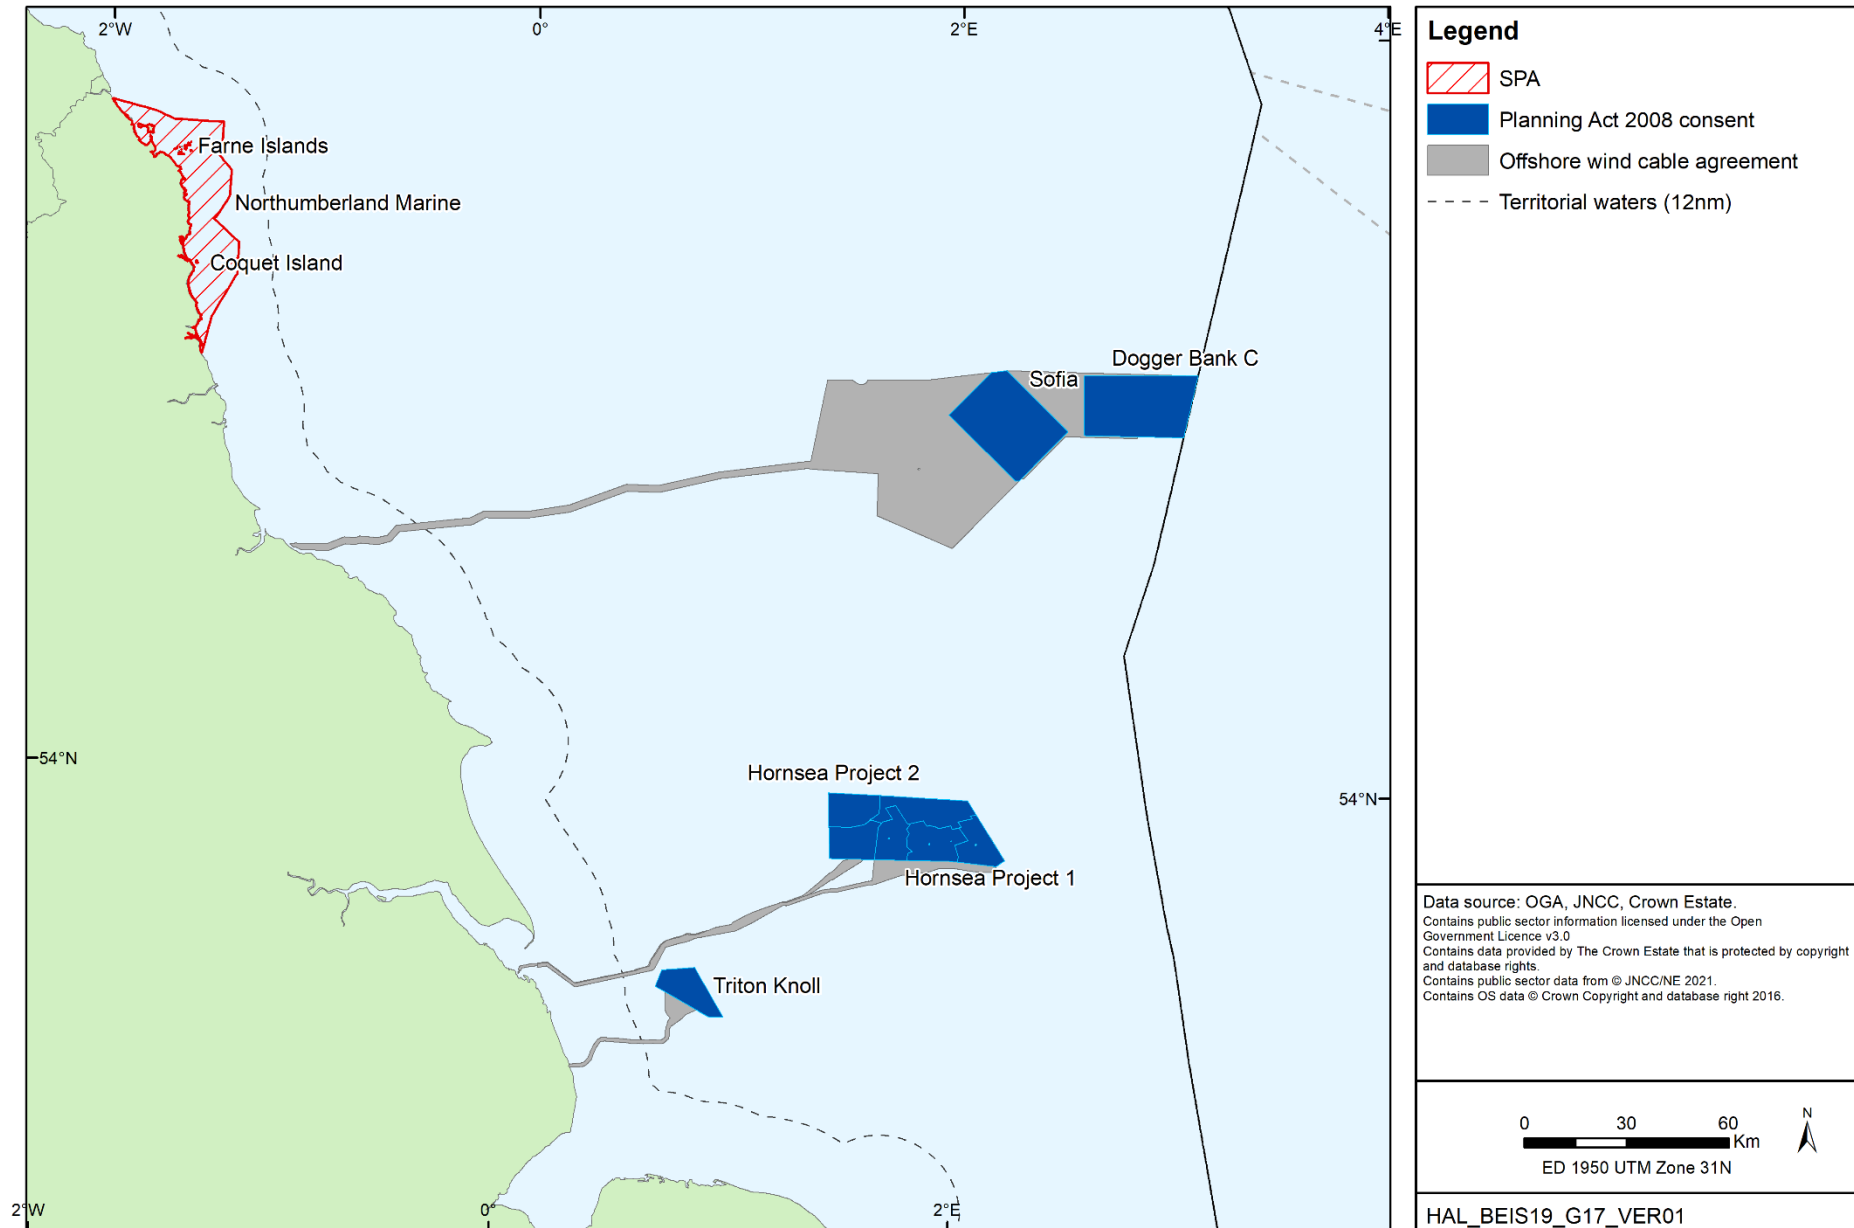 2°W
0°
2°E
4°E
Farne Islands
Northumberland Marine
Coquet Island
Dogger Bank C
Sofia
54°N
Hornsea Project 2
54°N
Hornsea Project 1
Triton Knoll
2°W
0°
2°E
Legend
SPA
Planning Act 2008 consent
Offshore wind cable agreement
Territorial waters (12nm)
Data source: OGA, JNCC, Crown Estate.
Contains public sector information licensed under the Open
Government Licence v3.0
Contains data provided by The Crown Estate that is protected by copyright
and database rights.
Contains public sector data from © JNCC/NE 2021.
Contains OS data © Crown Copyright and database right 2016.
0 30 60
Km
N
ED 1950 UTM Zone 31N
HAL_BEIS19_G17_VER01